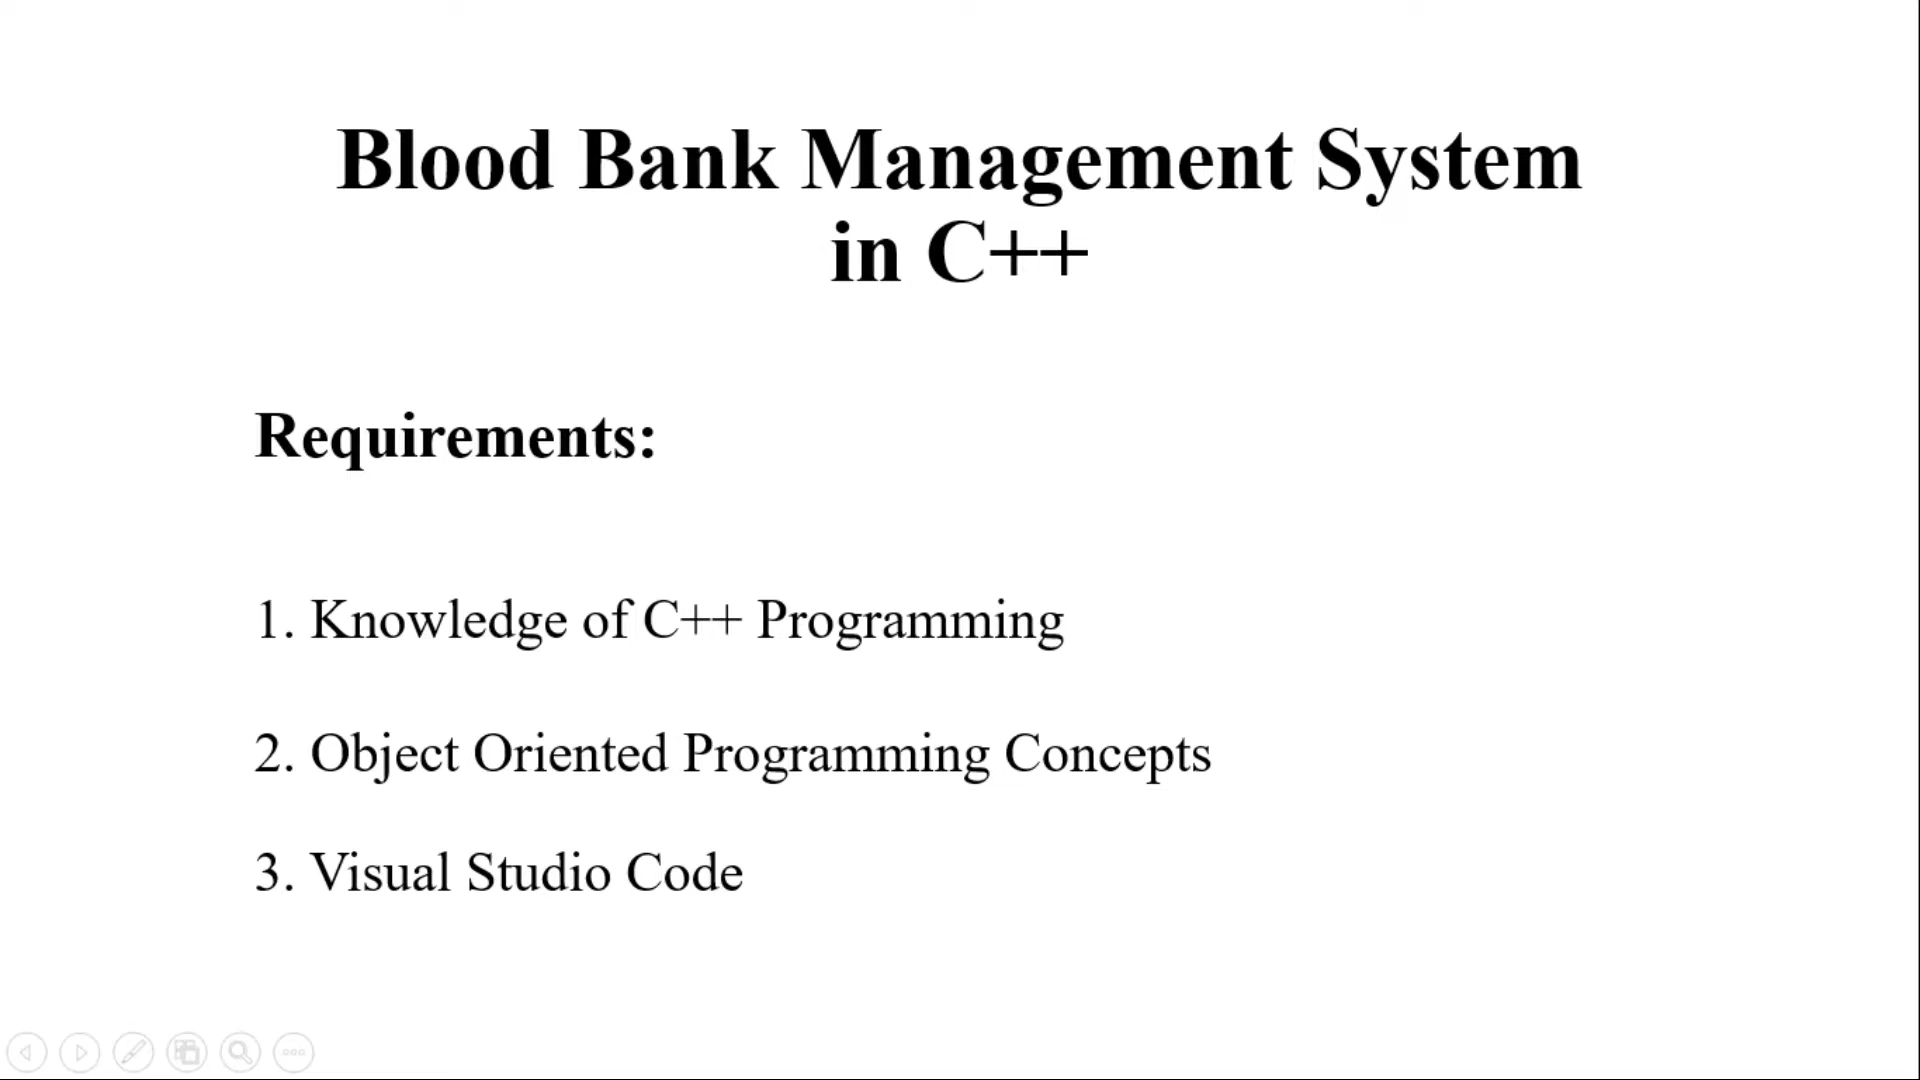 Blood Bank Management System
in C++
Requirements:
1. Knowledge of C++ Programming
2. Object Oriented Programming Concepts
3. Visual Studio Code